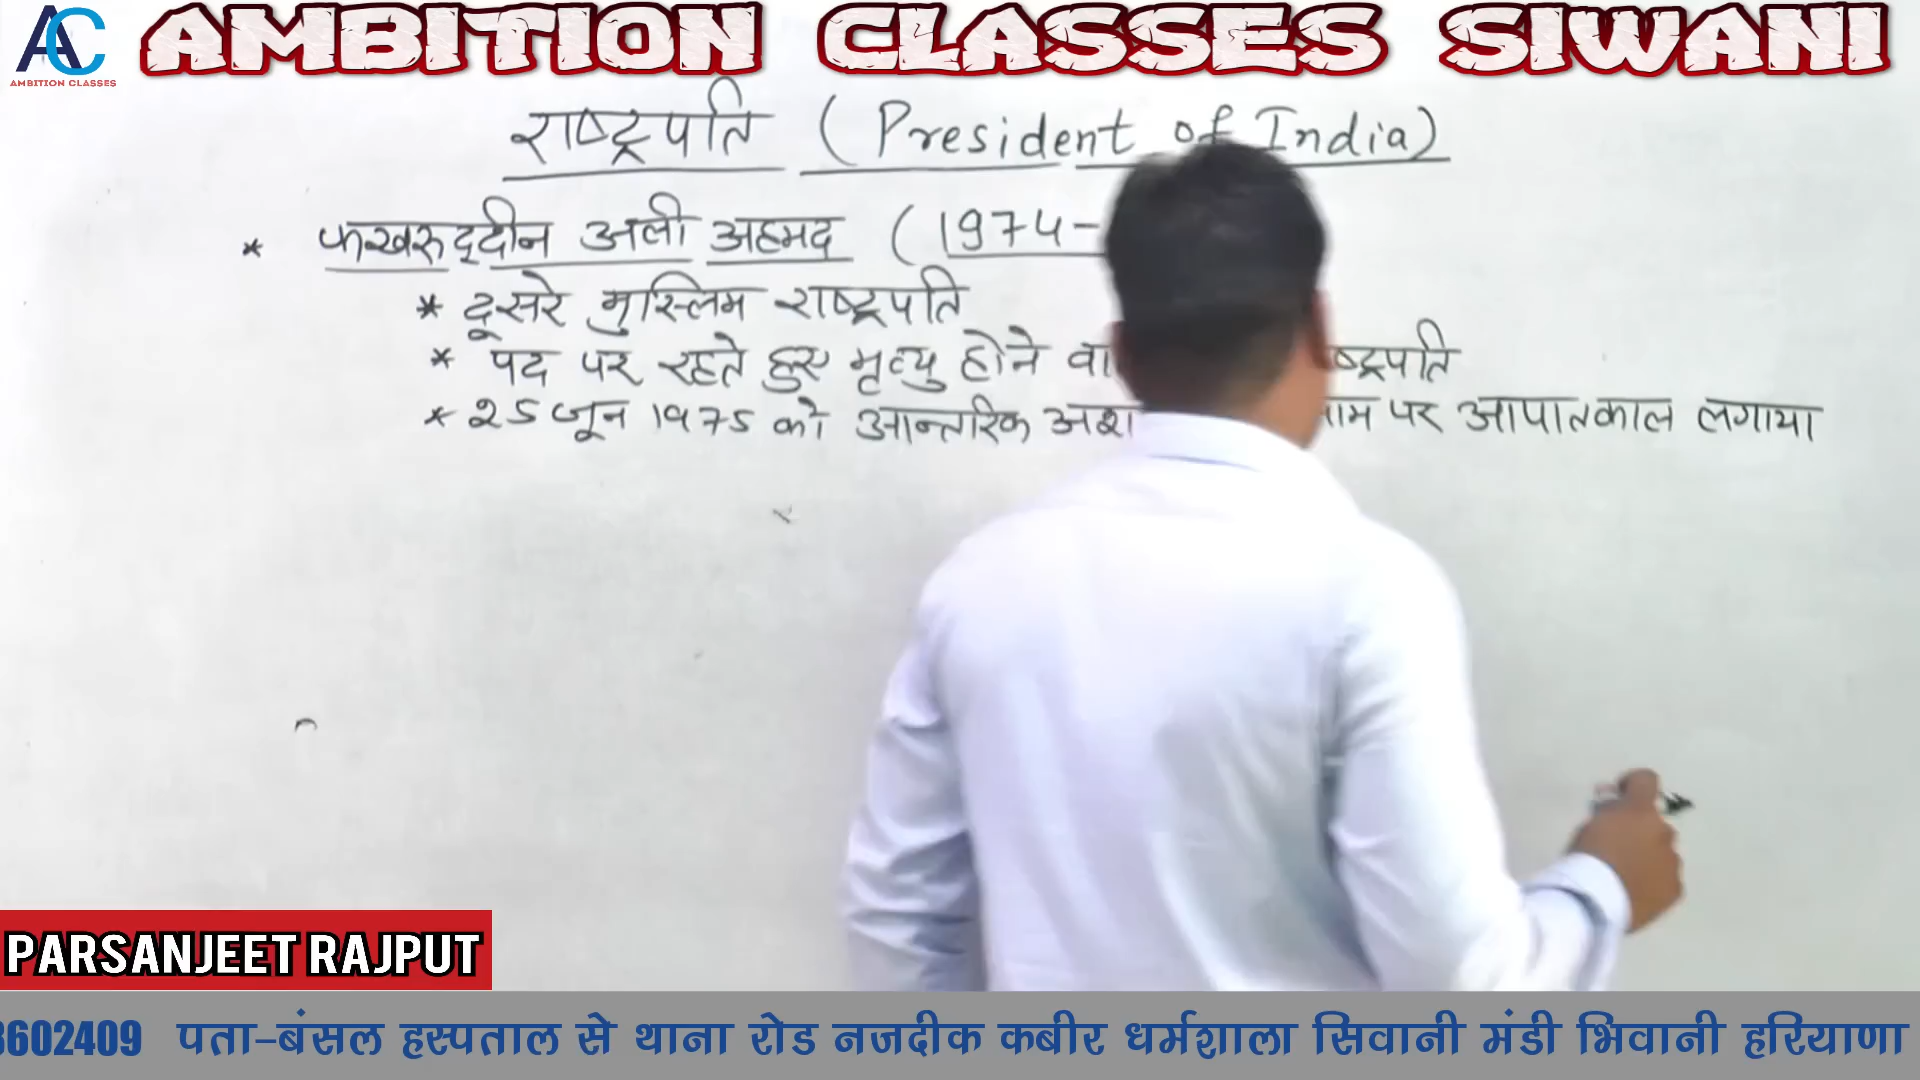 AC
AMBITION CLASSES
AMBITION CLASSES SIWANI
राष्ट्रपति (President of India)
* फखरुद्दीन अली अहमद (1974-
* दूसरे मुस्लिम राष्ट्रपति
* पद पर रहते हुए मृत्यु होने
* 25 जून 1975 को आन्तरिक पर आपातकाल लगाया
PARSANJEET RAJPUT
3602409 पता-बंसल हस्पताल से थाना रोड नजदीक कबीर धर्मशाला सिवानी मंडी भिवानी हरियाणा